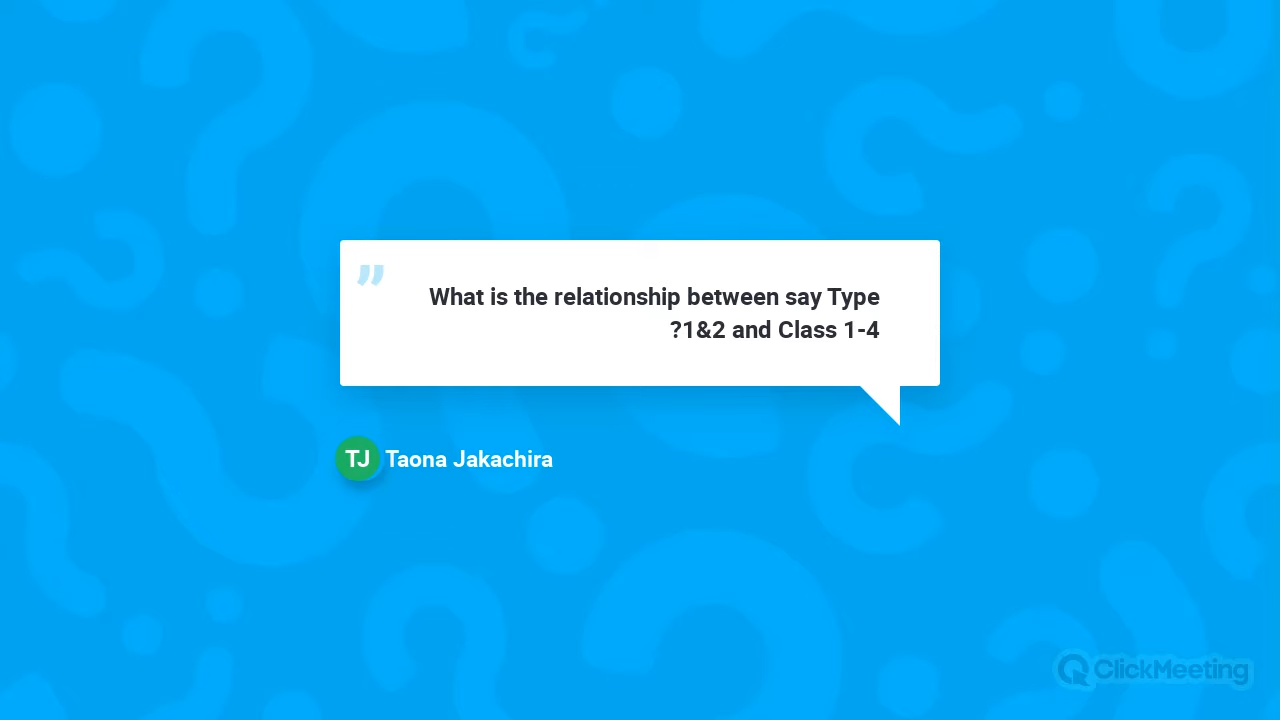 ”
What is the relationship between say Type
?1&2 and Class 1-4
TJ Taona Jakachira
ClickMeeting